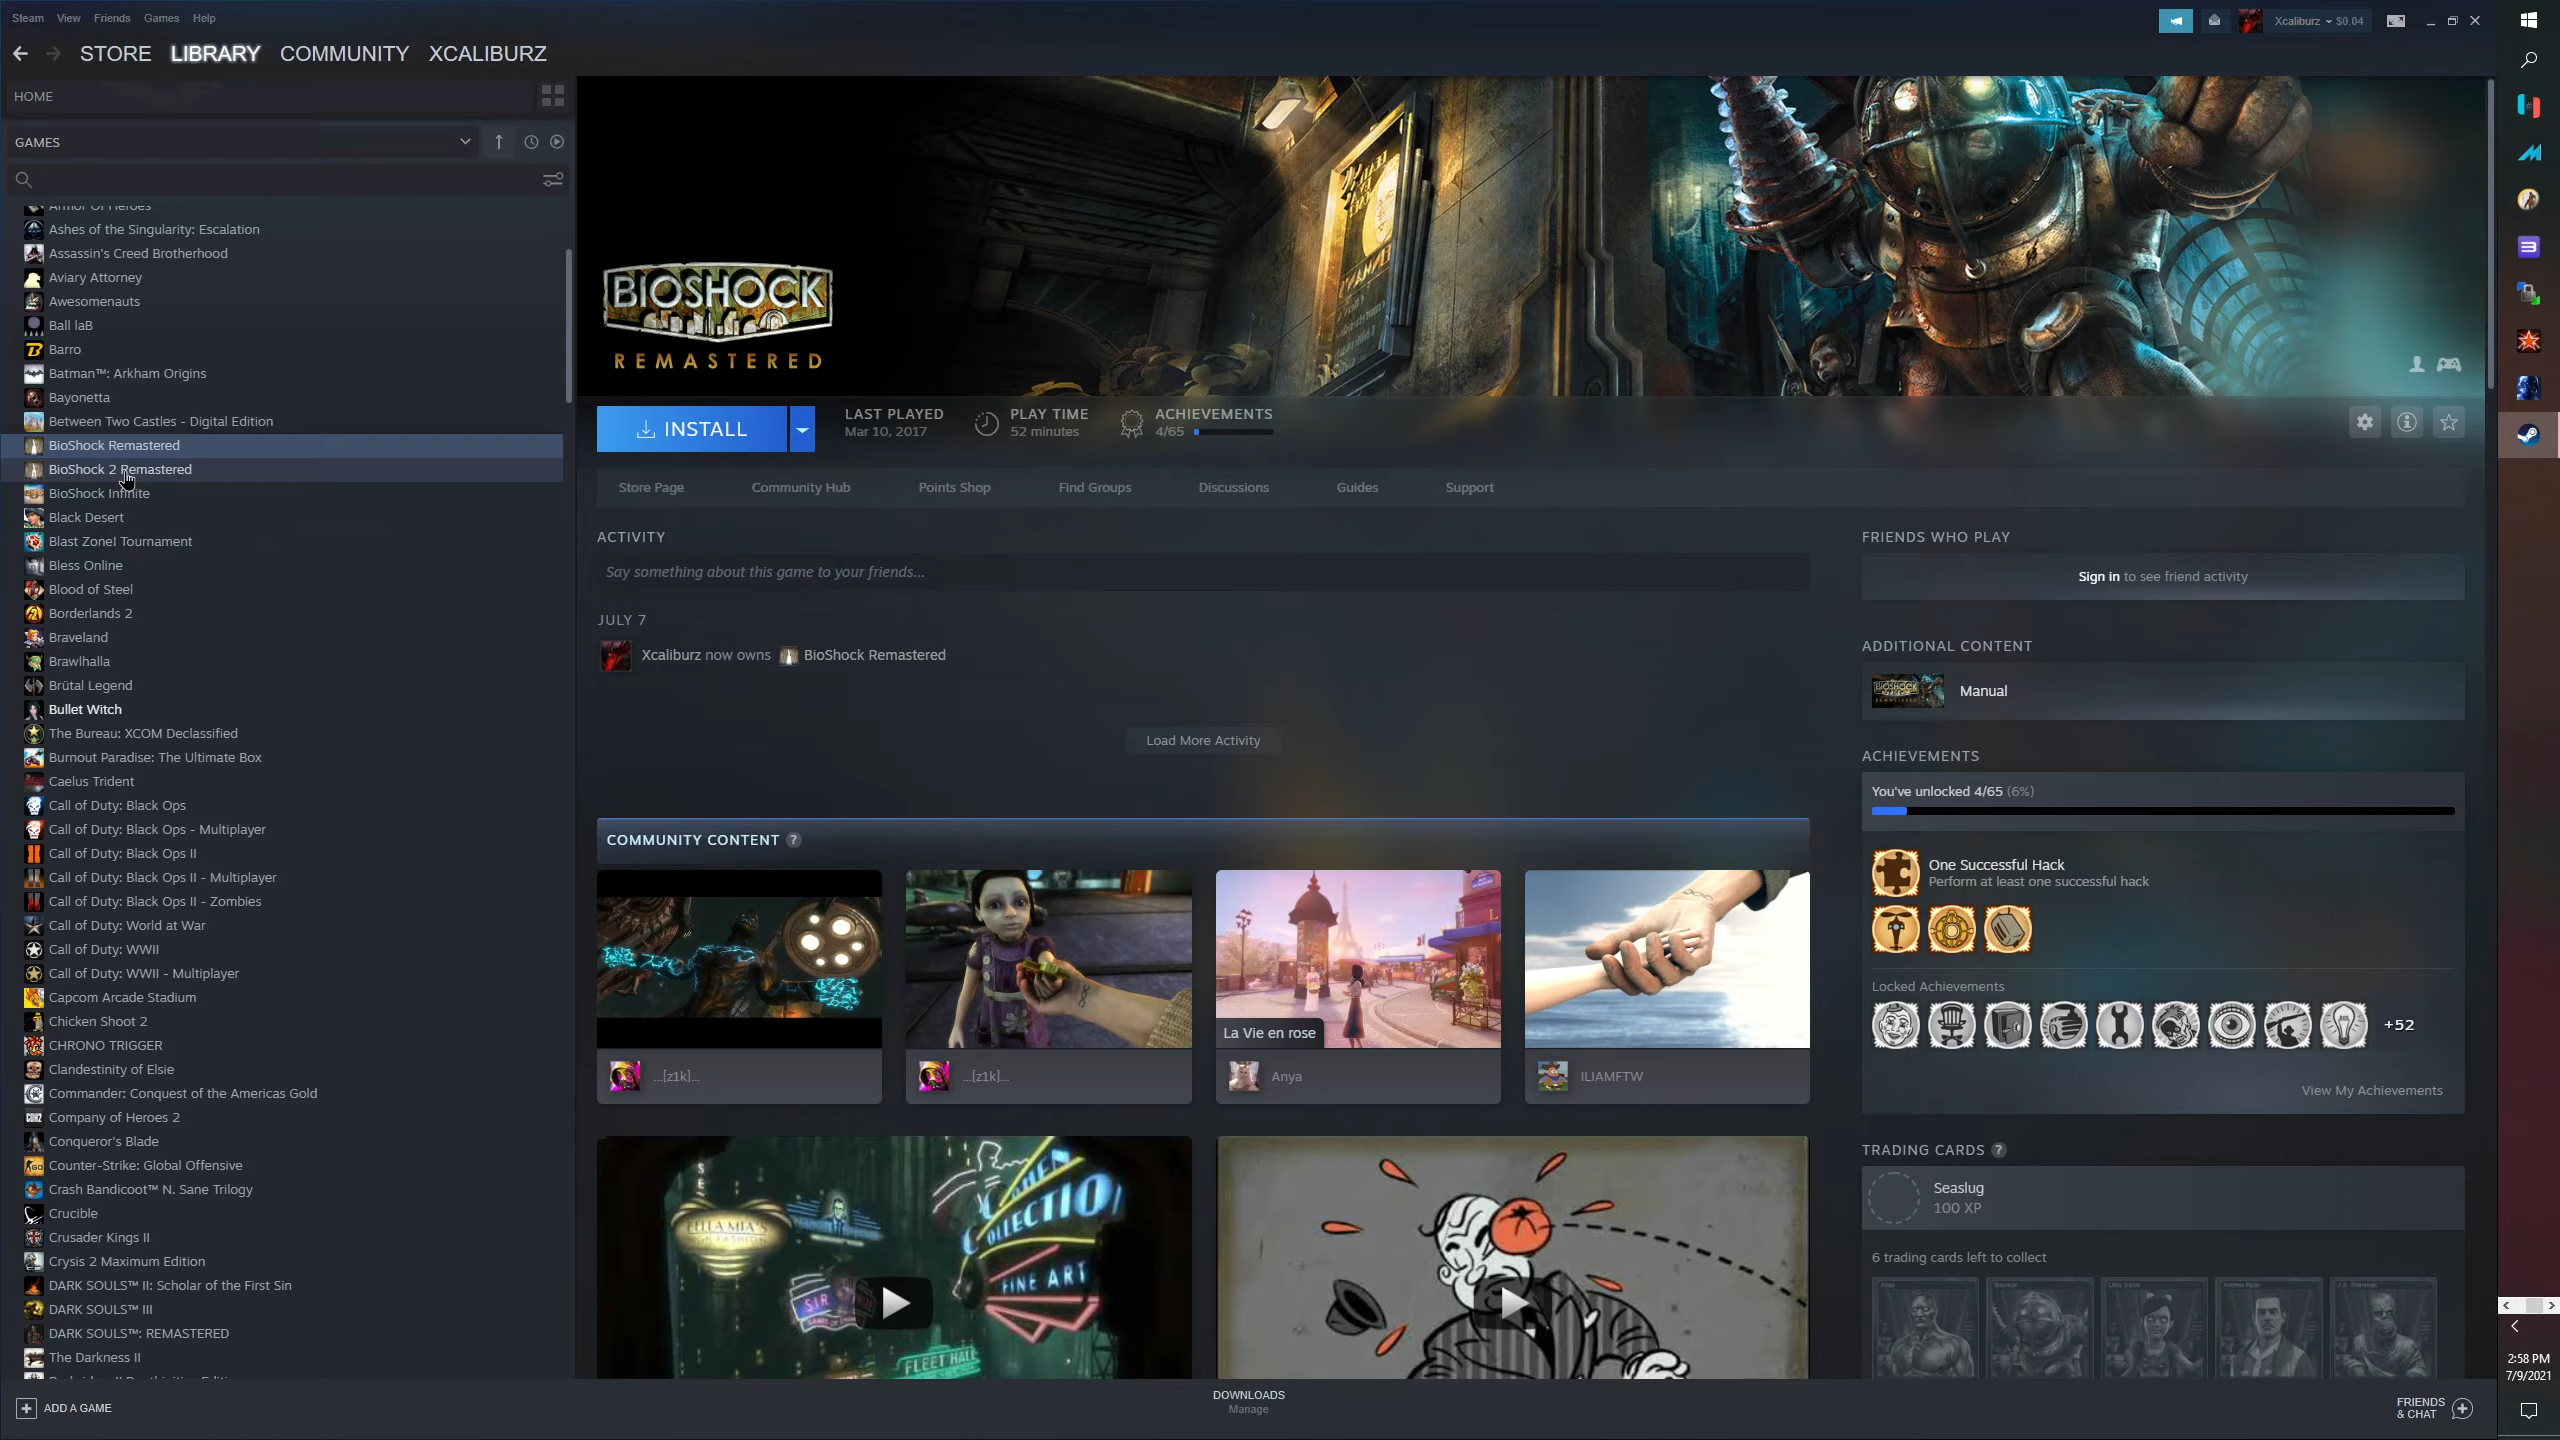 Steam View Friends Games Help
Xcaliburz $0.04
STORE LIBRARY COMMUNITY XCALIBURZ
HOME
GAMES
Armor Of Heroes
Ashes of the Singularity: Escalation
Assassin's Creed Brotherhood
Aviary Attorney
Awesomenauts
Ball laB
Barro
Batman™: Arkham Origins
Bayonetta
Between Two Castles - Digital Edition
BioShock Remastered
BioShock 2 Remastered
BioShock Infinite
Black Desert
Blast Zone! Tournament
Bless Online
Blood of Steel
Borderlands 2
Braveland
Brawlhalla
Brütal Legend
Bullet Witch
The Bureau: XCOM Declassified
Burnout Paradise: The Ultimate Box
Caelus Trident
Call of Duty: Black Ops
Call of Duty: Black Ops - Multiplayer
Call of Duty: Black Ops II
Call of Duty: Black Ops II - Multiplayer
Call of Duty: Black Ops II - Zombies
Call of Duty: World at War
Call of Duty: WWII
Call of Duty: WWII - Multiplayer
Capcom Arcade Stadium
Chicken Shoot 2
CHRONO TRIGGER
Clandestinity of Elsie
Commander: Conquest of the Americas Gold
Company of Heroes 2
Conqueror's Blade
Counter-Strike: Global Offensive
Crash Bandicoot™ N. Sane Trilogy
Crucible
Crusader Kings II
Crysis 2 Maximum Edition
DARK SOULS™ II: Scholar of the First Sin
DARK SOULS™ III
DARK SOULS™: REMASTERED
The Darkness II
ADD A GAME
BIOSHOCK
REMASTERED
INSTALL
LAST PLAYED
Mar 10, 2017
PLAY TIME
52 minutes
ACHIEVEMENTS
4/65
Store Page Community Hub Points Shop Find Groups Discussions Guides Support
ACTIVITY
Say something about this game to your friends...
JULY 7
Xcaliburz now owns BioShock Remastered
Load More Activity
COMMUNITY CONTENT ?
La Vie en rose
...[z1k]...
...[z1k]...
Anya
ILIAMFTW
SIR
COLLECTION
FINE ART
FLEET HALL
FRIENDS WHO PLAY
Sign in to see friend activity
ADDITIONAL CONTENT
Manual
ACHIEVEMENTS
You've unlocked 4/65 (6%)
One Successful Hack
Perform at least one successful hack
Locked Achievements
+52
View My Achievements
TRADING CARDS ?
Seaslug
100 XP
6 trading cards left to collect
DOWNLOADS
Manage
FRIENDS
& CHAT
2:58 PM
7/9/2021